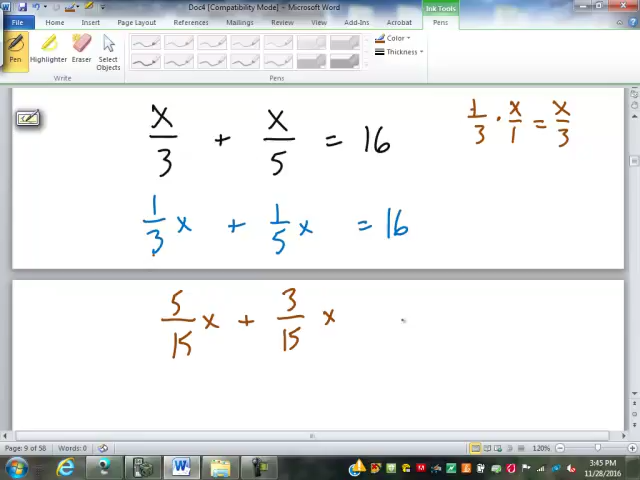 Doc4 [Compatibility Mode] - Microsoft Word
Ink Tools
File Home Insert Page Layout References Mailings Review View Add-Ins Acrobat Pens
Pen Highlighter Eraser Select Objects
Color
Thickness
Write Pens
x/3 + x/5 = 16
1/3 · x/1 = x/3
1/3 x + 1/5 x = 16
5/15 x + 3/15 x
Page: 9 of 58 Words: 0 120%
3:45 PM
11/28/2016